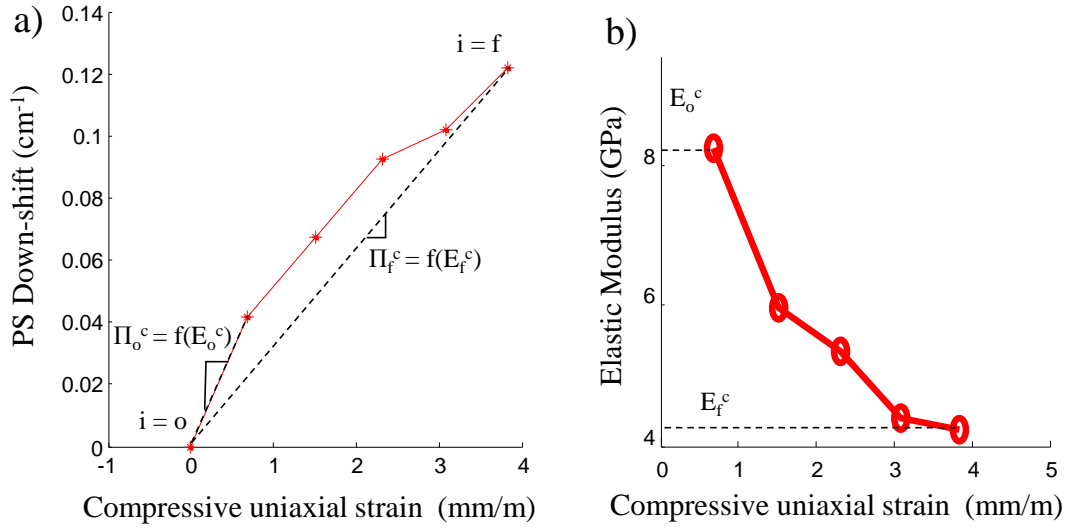 a)
i = f
PS Down-shift (cm⁻¹)
0.14
0.12
0.1
0.08
0.06
0.04
0.02
0
Π_f^c = f(E_f^c)
Π_o^c = f(E_o^c)
i = o
-1 0 1 2 3 4
Compressive uniaxial strain (mm/m)
b)
Elastic Modulus (GPa)
E_o^c
8
6
E_f^c
4
0 1 2 3 4 5
Compressive uniaxial strain (mm/m)